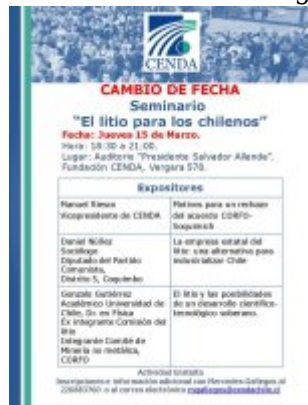 CENDA
CAMBIO DE FECHA
Seminario
"El litio para
los chilenos"
Fecha: Jueves 15 de Marzo.
Hora: 18:30 a 21:00.
Lugar: Auditorio "Presidente Salvador Allende".
Fundación CENDA, Vergara 578.
Expositores
Manuel Riesco
Vicepresidente de CENDA
Motivos para un rechazo
del acuerdo CORFO-
Soquimich
Daniel Núñez
Sociólogo
Diputado del Partido
Comunista,
Distrito 5, Coquimbo
La empresa estatal del
litio: una alternativa para
industrializar Chile
Gonzalo Gutiérrez
Académico Universidad de
Chile, Dr. en Física
Ex integrante Comisión del
litio
Integrante Comité de
Minería no metálica,
CORFO
El litio y las posibilidades
de un desarrollo científico-
tecnológico soberano.
Actividad Gratuita
Inscripciones e información adicional con Mercedes Gallegos al
o al correo electrónico